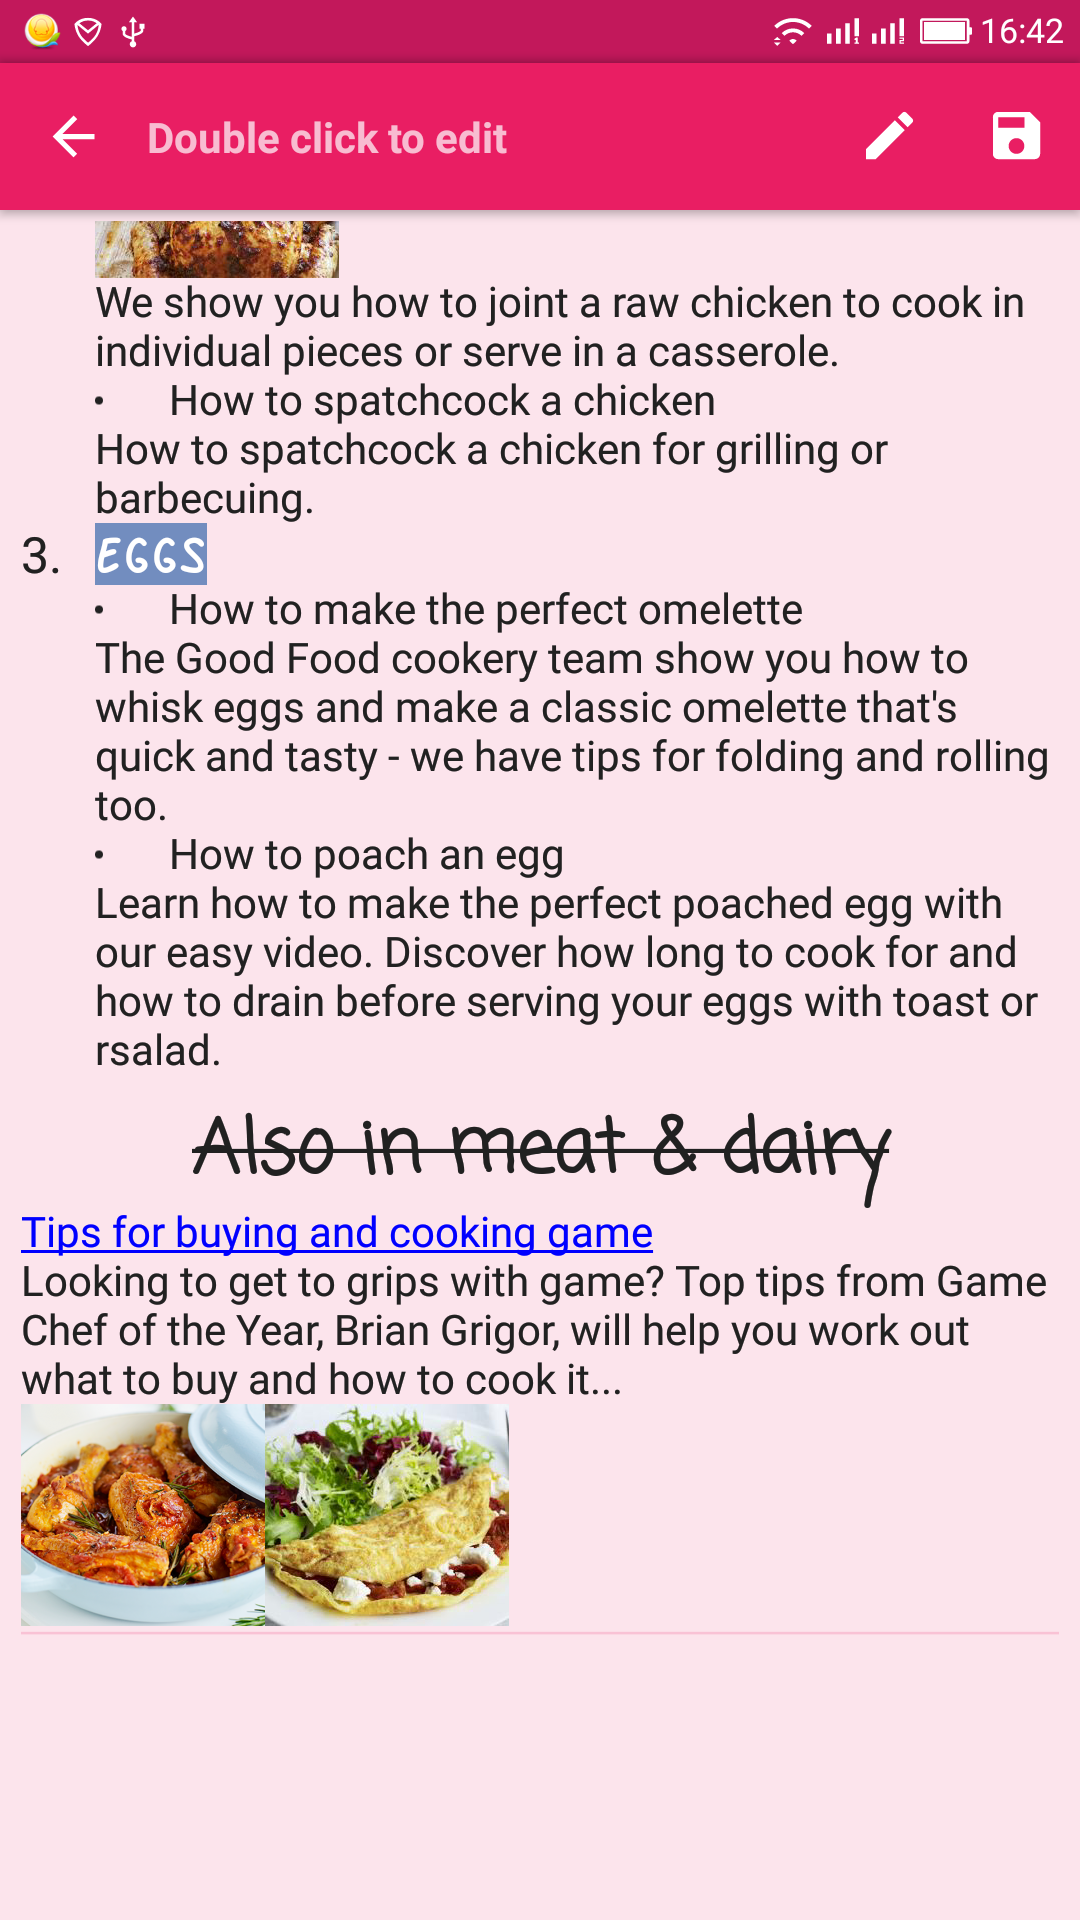 16:42
Double click to edit
We show you how to joint a raw chicken to cook in
individual pieces or serve in a casserole.
• How to spatchcock a chicken
How to spatchcock a chicken for grilling or
barbecuing.
3. EGGS
• How to make the perfect omelette
The Good Food cookery team show you how to
whisk eggs and make a classic omelette that's
quick and tasty - we have tips for folding and rolling
too.
• How to poach an egg
Learn how to make the perfect poached egg with
our easy video. Discover how long to cook for and
how to drain before serving your eggs with toast or
rsalad.
Also in meat & dairy
Tips for buying and cooking game
Looking to get to grips with game? Top tips from Game
Chef of the Year, Brian Grigor, will help you work out
what to buy and how to cook it...